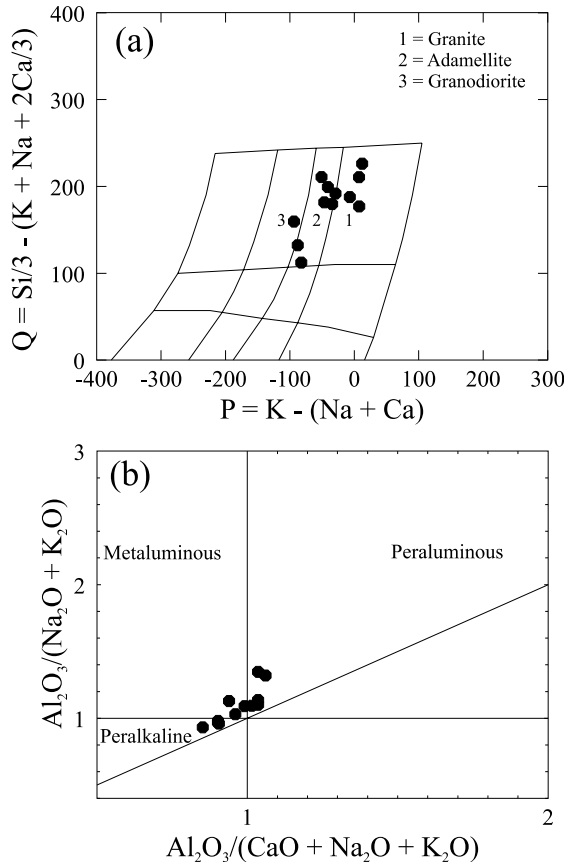 (a)
1 = Granite
2 = Adamellite
3 = Granodiorite
Q = Si/3 - (K + Na + 2Ca/3)
400
300
200
100
0
3
2
1
-400 -300 -200 -100 0 100 200 300
P = K - (Na + Ca)
(b)
Al₂O₃/(Na₂O + K₂O)
3
2
1
Metaluminous
Peraluminous
Peralkaline
1 2
Al₂O₃/(CaO + Na₂O + K₂O)